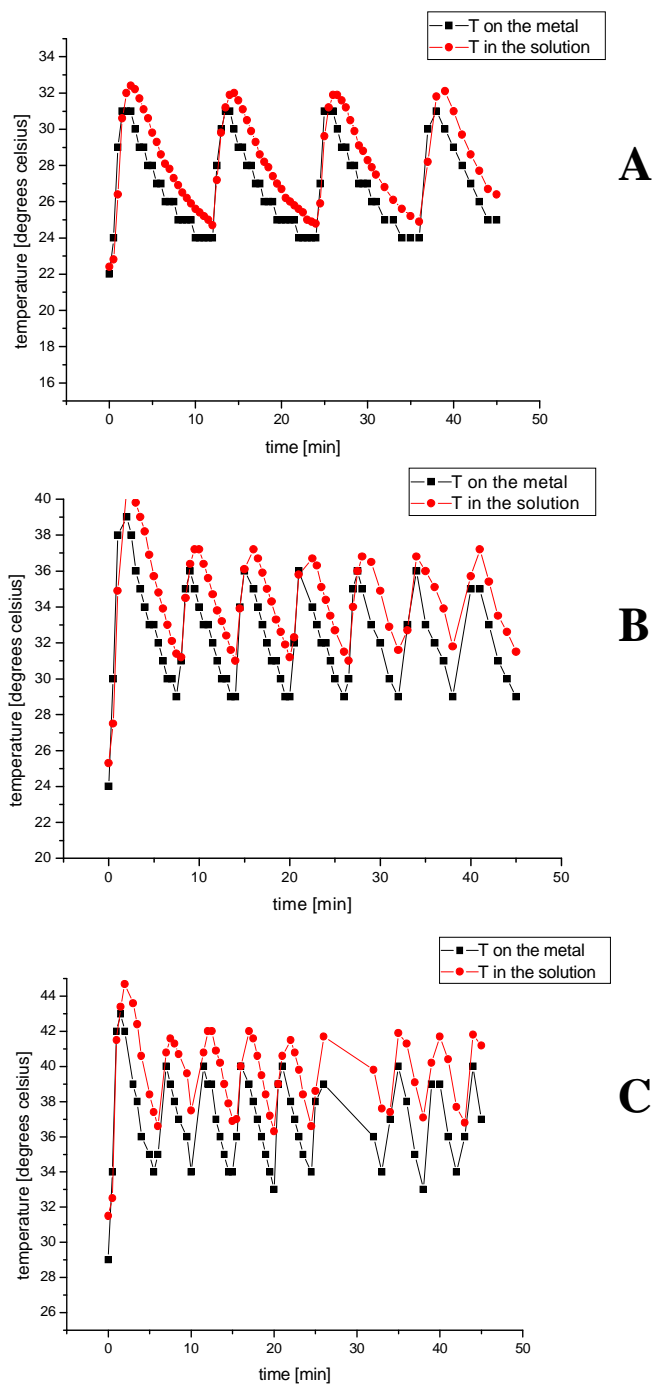 T on the metal
T in the solution
34
32
30
28
26
24
22
20
18
16
temperature [degrees celsius]
0 10 20 30 40 50
time [min]
A
T on the metal
T in the solution
40
38
36
34
32
30
28
26
24
22
20
temperature [degrees celsius]
0 10 20 30 40 50
time [min]
B
T on the metal
T in the solution
44
42
40
38
36
34
32
30
28
26
temperature [degrees celsius]
0 10 20 30 40 50
time [min]
C